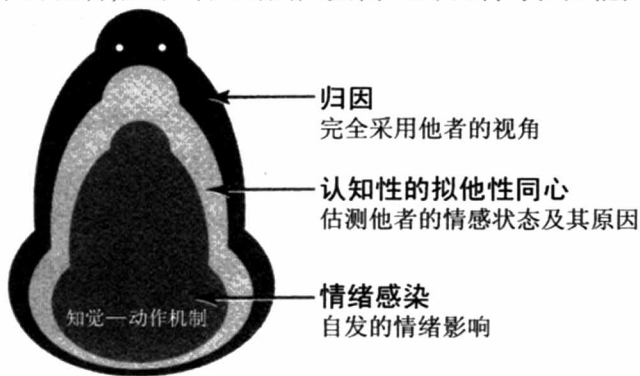 归因
完全采用他者的视角
认知性的拟他性同心
估测他者的情感状态及其原因
情绪感染
自发的情绪影响
知觉—动作机制